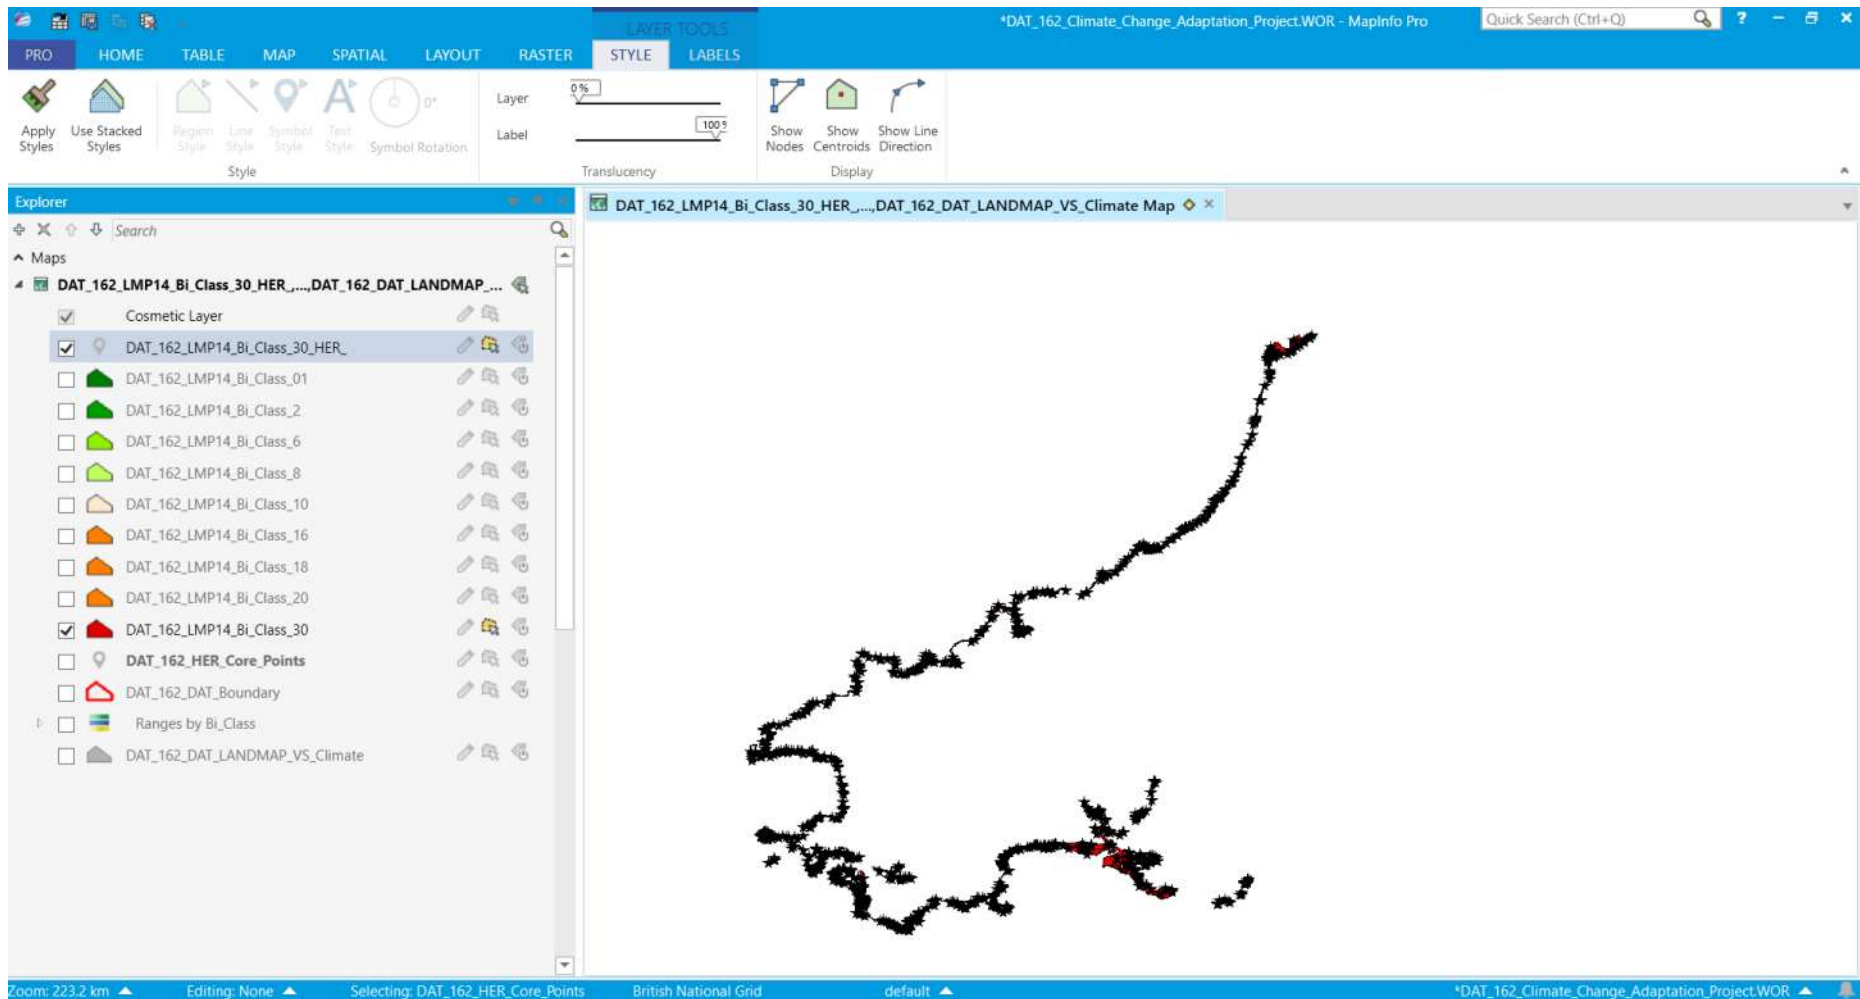 LAYER TOOLS
*DAT_162_Climate_Change_Adaptation_Project.WOR - MapInfo Pro
Quick Search (Ctrl+Q)
?
PRO HOME TABLE MAP SPATIAL LAYOUT RASTER STYLE LABELS
Apply Styles
Use Stacked Styles
Region Style
Line Style
Symbol Style
Text Style
0°
Symbol Rotation
Style
Layer 0 %
Label 100
Translucency
Show Nodes
Show Centroids
Show Line Direction
Display
Explorer
Search
Maps
DAT_162_LMP14_Bi_Class_30_HER_,...,DAT_162_DAT_LANDMAP_...
Cosmetic Layer
DAT_162_LMP14_Bi_Class_30_HER_
DAT_162_LMP14_Bi_Class_01
DAT_162_LMP14_Bi_Class_2
DAT_162_LMP14_Bi_Class_6
DAT_162_LMP14_Bi_Class_8
DAT_162_LMP14_Bi_Class_10
DAT_162_LMP14_Bi_Class_16
DAT_162_LMP14_Bi_Class_18
DAT_162_LMP14_Bi_Class_20
DAT_162_LMP14_Bi_Class_30
DAT_162_HER_Core_Points
DAT_162_DAT_Boundary
Ranges by Bi_Class
DAT_162_DAT_LANDMAP_VS_Climate
DAT_162_LMP14_Bi_Class_30_HER_,...,DAT_162_DAT_LANDMAP_VS_Climate Map
Zoom: 223.2 km Editing: None Selecting: DAT_162_HER_Core_Points British National Grid default *DAT_162_Climate_Change_Adaptation_Project.WOR